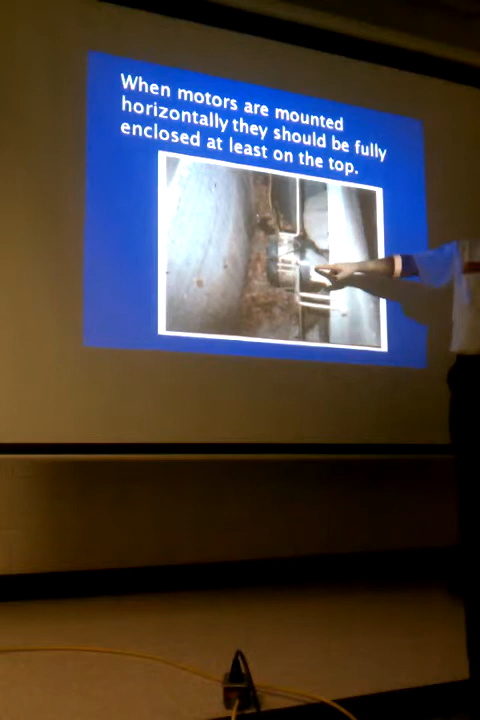 When motors are mounted
horizontally they should be fully
enclosed at least on the top.